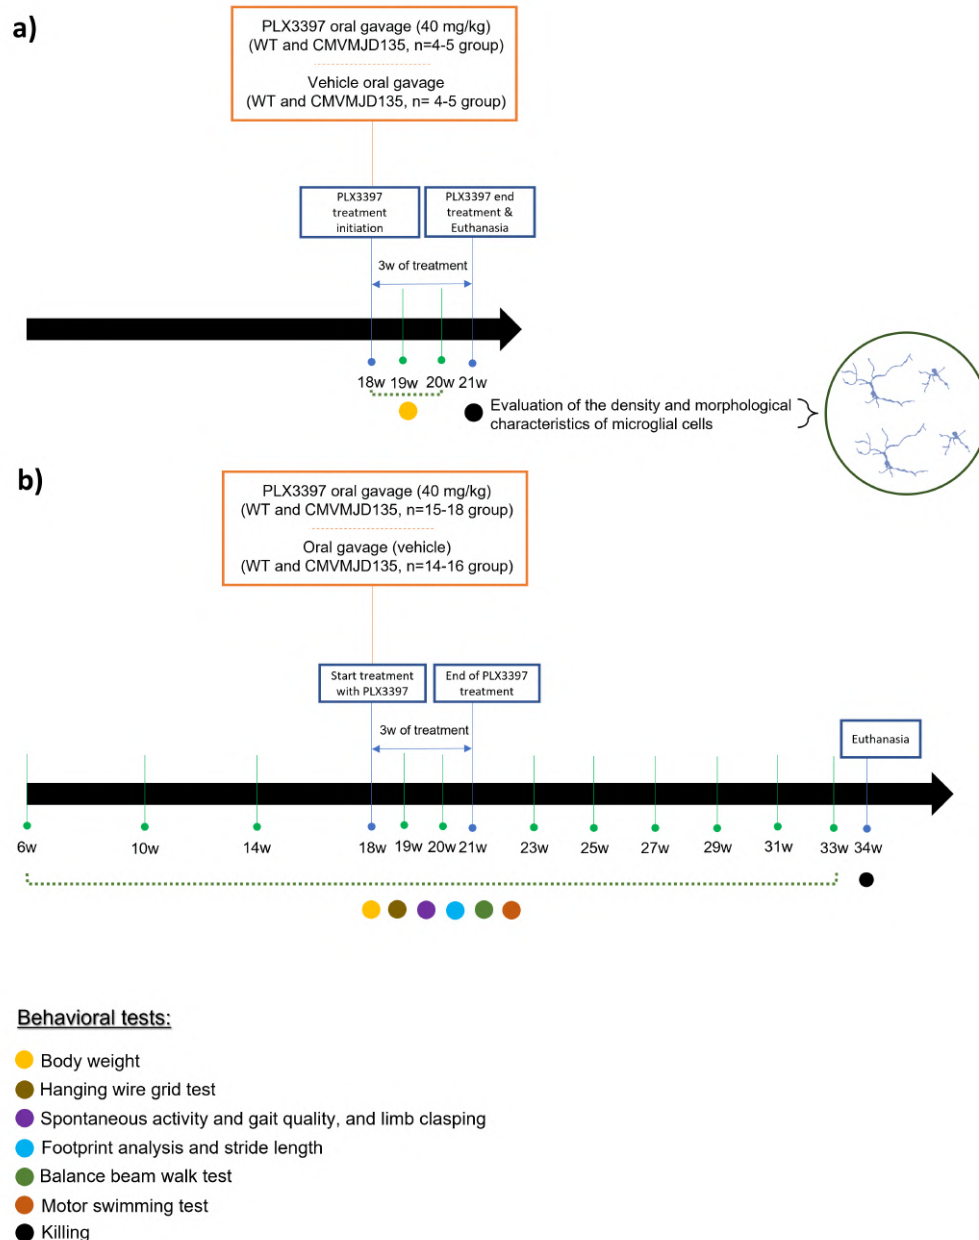 a)
PLX3397 oral gavage (40 mg/kg)
(WT and CMVMJD135, n=4-5 group)
Vehicle oral gavage
(WT and CMVMJD135, n= 4-5 group)
PLX3397
treatment
initiation
PLX3397 end
treatment &
Euthanasia
3w of treatment
18w 19w 20w 21w
Evaluation of the density and morphological
characteristics of microglial cells
b)
PLX3397 oral gavage (40 mg/kg)
(WT and CMVMJD135, n=15-18 group)
Oral gavage (vehicle)
(WT and CMVMJD135, n=14-16 group)
Start treatment
with PLX3397
End of PLX3397
treatment
3w of treatment
Euthanasia
6w 10w 14w 18w 19w 20w 21w 23w 25w 27w 29w 31w 33w 34w
Behavioral tests:
Body weight
Hanging wire grid test
Spontaneous activity and gait quality, and limb clasping
Footprint analysis and stride length
Balance beam walk test
Motor swimming test
Killing